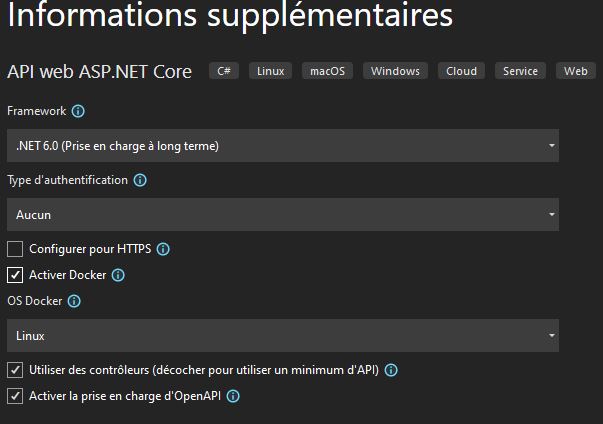 Informations supplémentaires
API web ASP.NET Core C# Linux macOS Windows Cloud Service Web
Framework
.NET 6.0 (Prise en charge à long terme)
Type d'authentification
Aucun
Configurer pour HTTPS
Activer Docker
OS Docker
Linux
Utiliser des contrôleurs (décocher pour utiliser un minimum d'API)
Activer la prise en charge d'OpenAPI